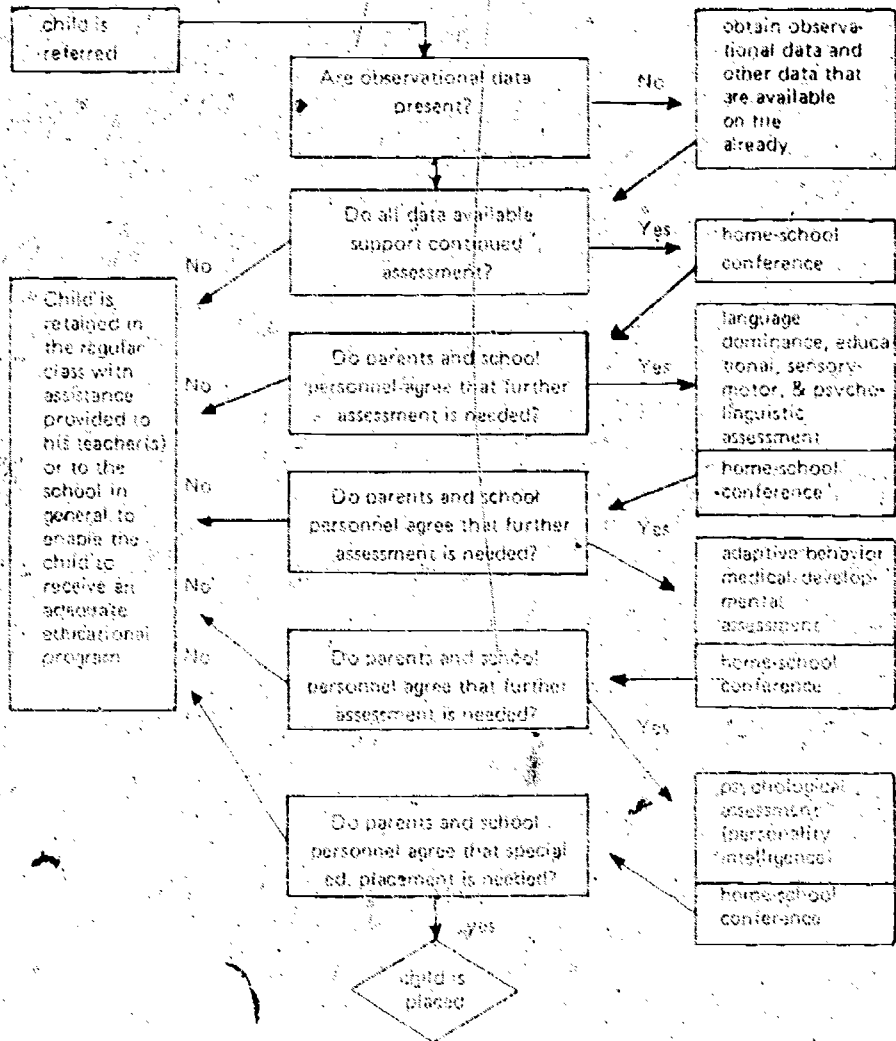 child is
referred
Are observational data
present?
No
obtain observa-
tional data and
other data that
are available
on the
already
Do all data available
support continued
assessment?
Yes
home-school
conference
No
Child is
retained in
the regular
class with
assistance
provided to
his teacher(s)
or to the
school in
general to
enable the
child to
receive an
adequate
educational
program
Do parents and school
personnel agree that further
assessment is needed?
No
Yes
language
dominance, educa
tional, sensory-
motor, & psycho-
linguistic
assessment
home-school
conference
Do parents and school
personnel agree that further
assessment is needed?
No
Yes
adaptive behavior
medical develop-
mental
assessment
home-school
conference
Do parents and school
personnel agree that further
assessment is needed?
No
Yes
psychological
assessment
(personality
intelligence)
home-school
conference
Do parents and school
personnel agree that special
ed. placement is needed?
No
yes
child is
placed